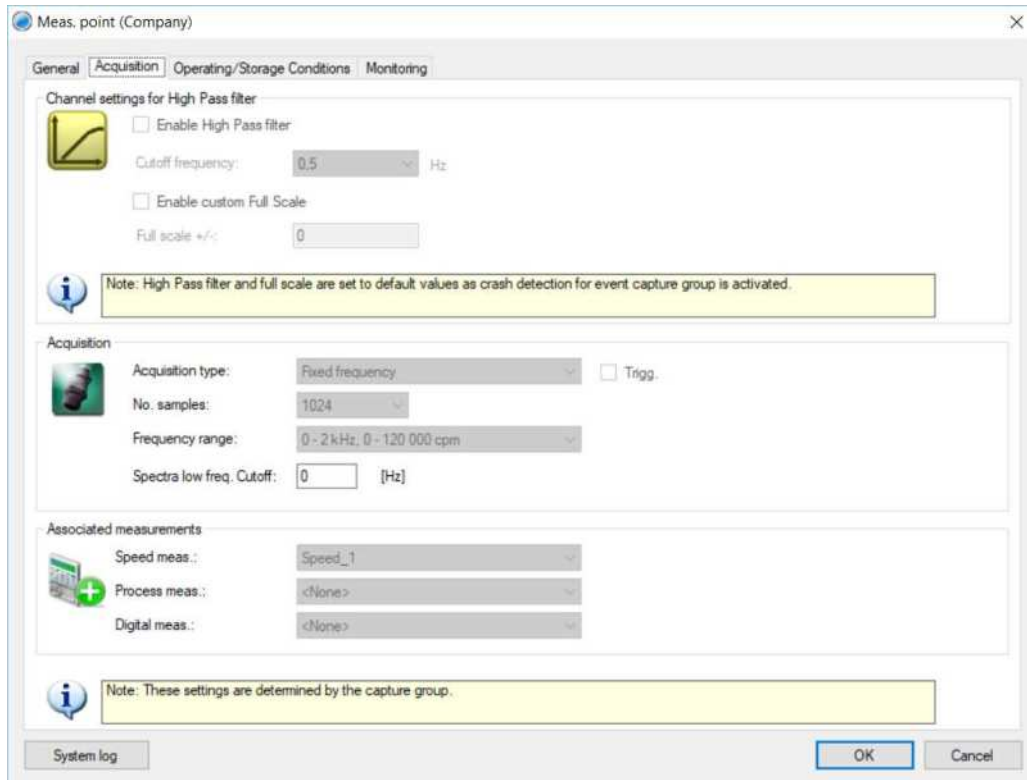 Meas. point (Company)
General Acquisition Operating/Storage Conditions Monitoring
Channel settings for High Pass filter
Enable High Pass filter
Cutoff frequency: 0,5 Hz
Enable custom Full Scale
Full scale +/-: 0
Note: High Pass filter and full scale are set to default values as crash detection for event capture group is activated.
Acquisition
Acquisition type: Fixed frequency Trigg.
No. samples: 1024
Frequency range: 0 - 2 kHz, 0 - 120 000 cpm
Spectra low freq. Cutoff: 0 [Hz]
Associated measurements
Speed meas.: Speed_1
Process meas.: <None>
Digital meas.: <None>
Note: These settings are determined by the capture group.
System log OK Cancel